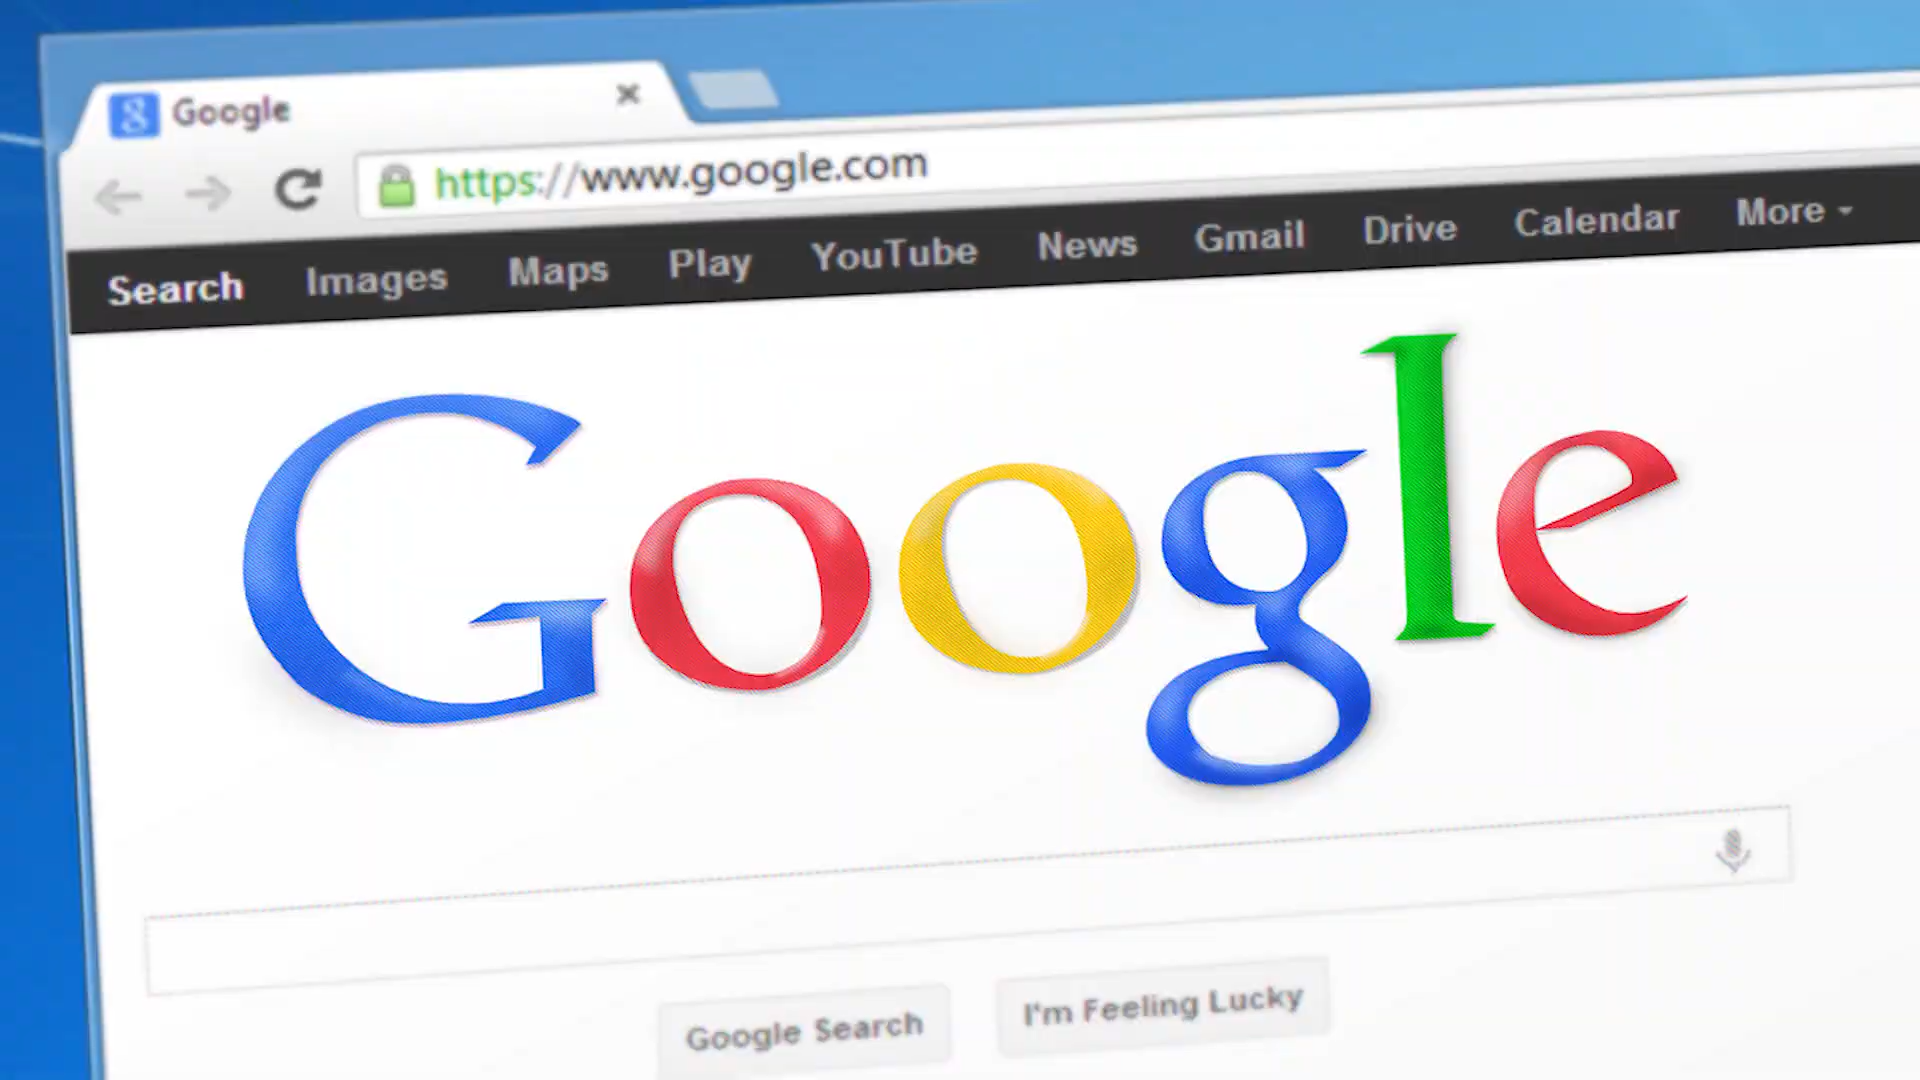 Google
https://www.google.com
Search Images Maps Play YouTube News Gmail Drive Calendar More
Google
Google Search I'm Feeling Lucky